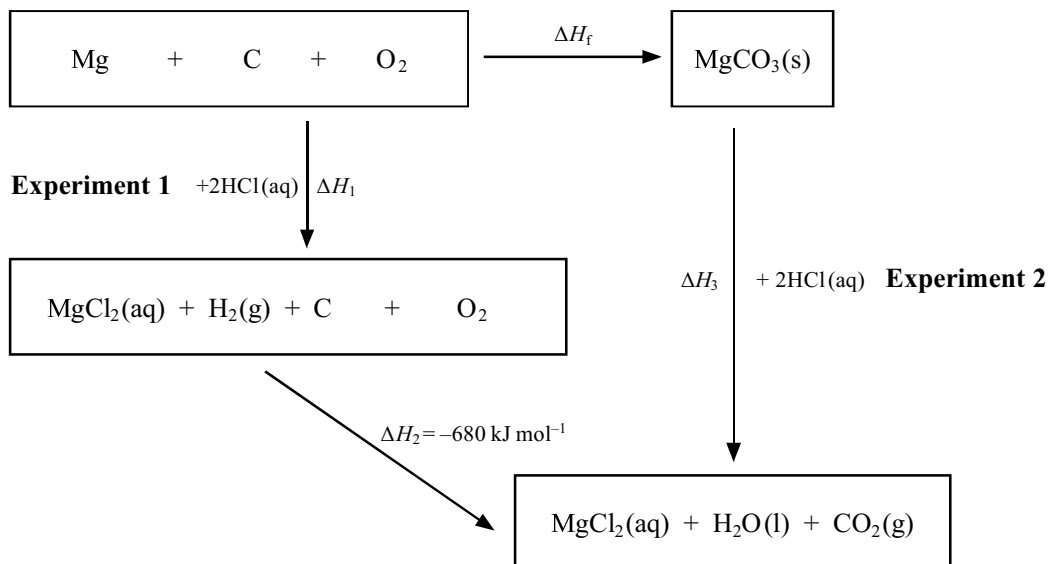 ΔHf
Mg + C + O2
MgCO3(s)
Experiment 1 +2HCl(aq) ΔH1
ΔH3 + 2HCl(aq) Experiment 2
MgCl2(aq) + H2(g) + C + O2
ΔH2 = –680 kJ mol–1
MgCl2(aq) + H2O(l) + CO2(g)